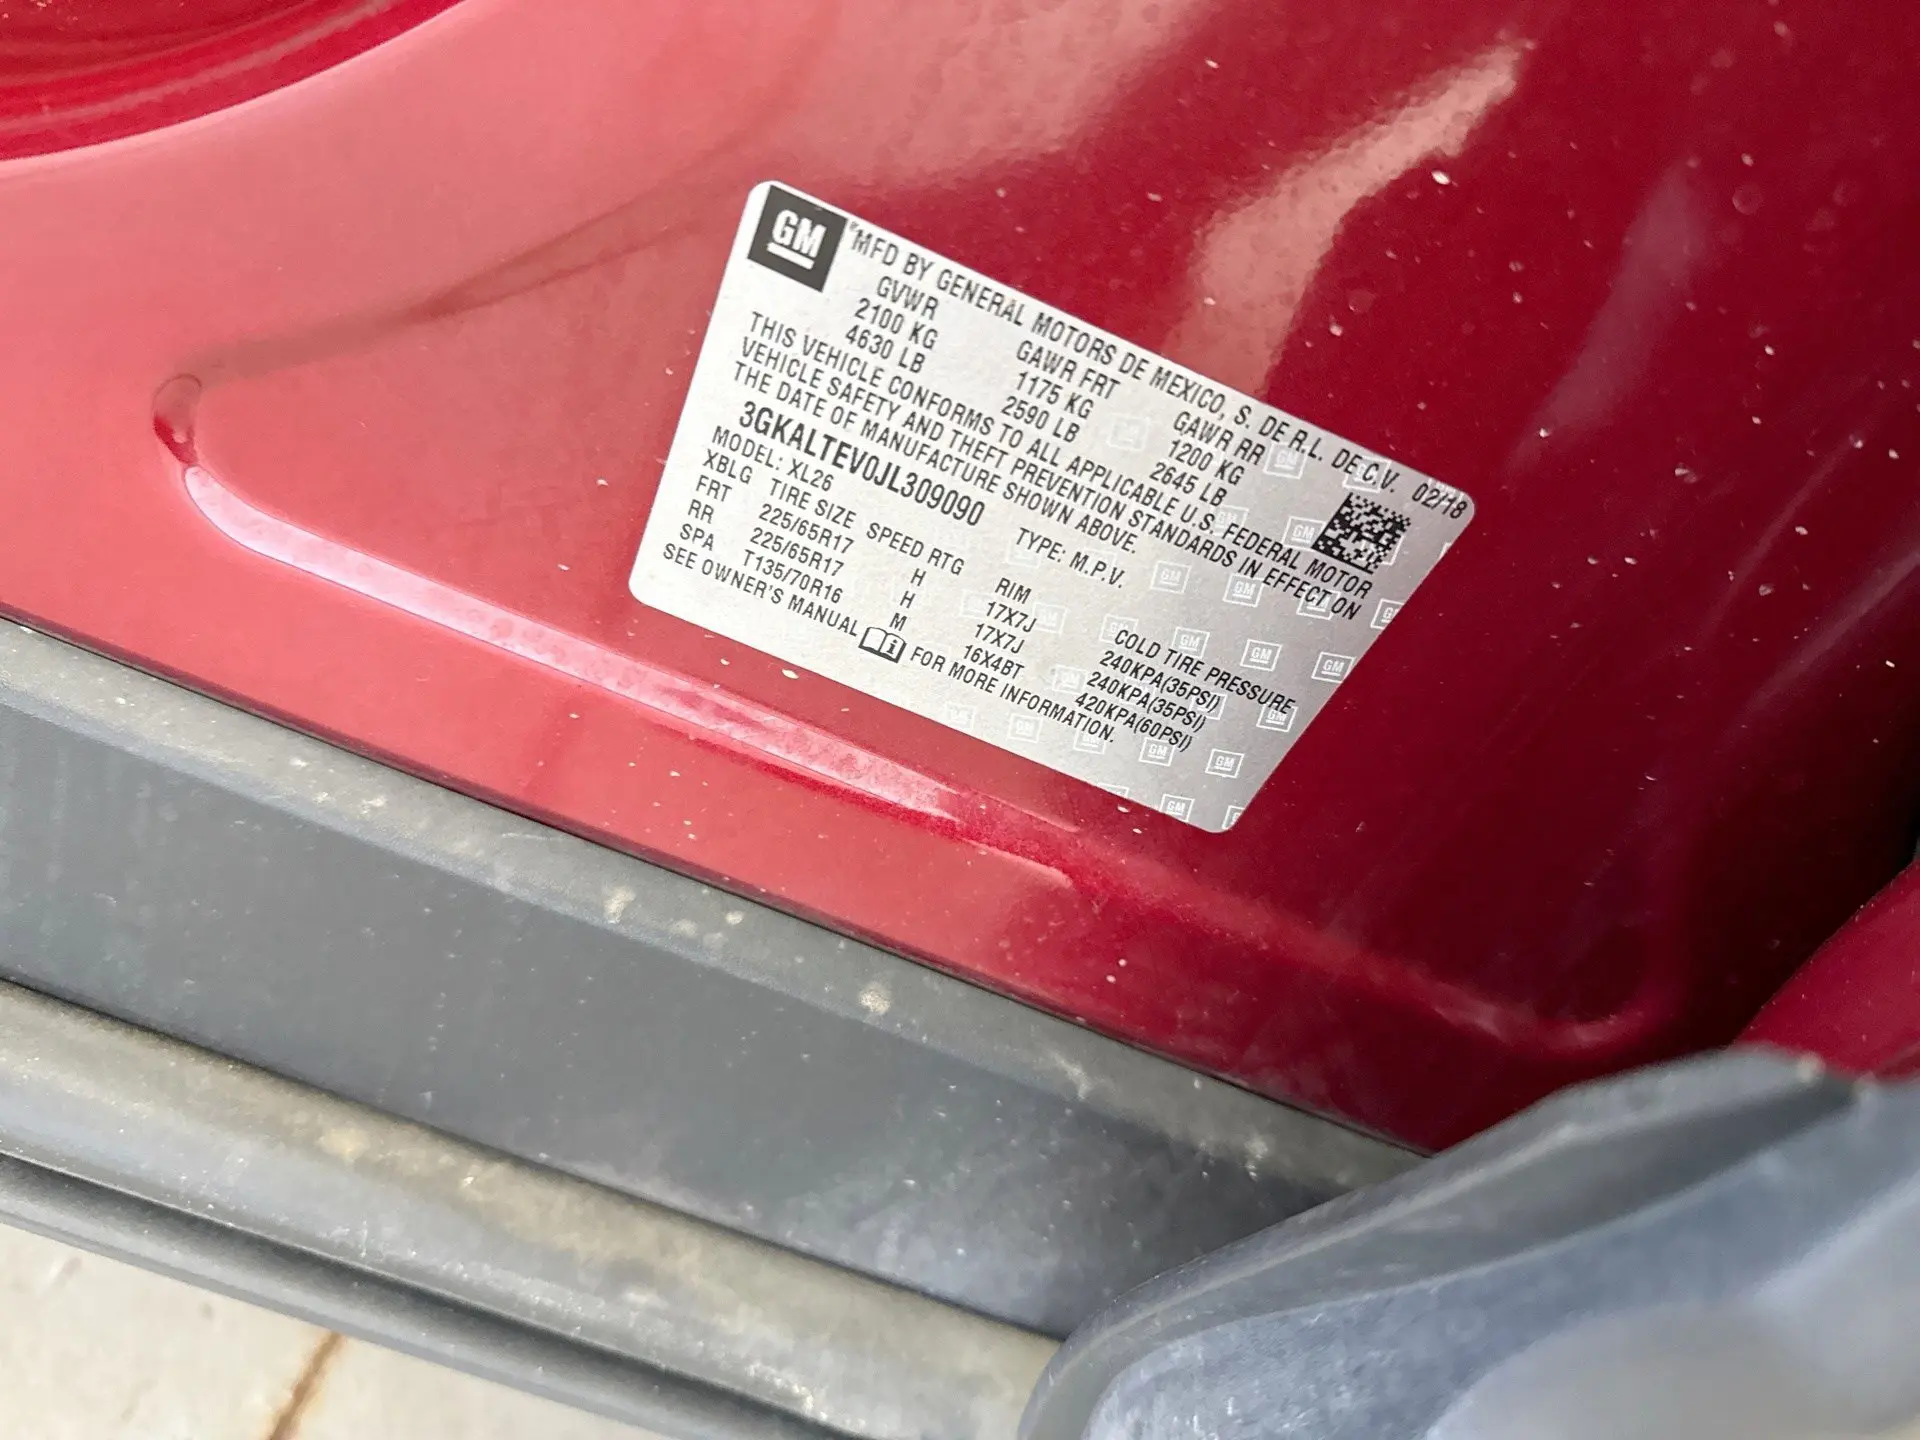 GM
® MFD BY GENERAL MOTORS DE MEXICO, S. DE R.L. DE C.V. 02/18
GVWR GAWR FRT GAWR RR
2100 KG 1175 KG 1200 KG
4630 LB 2590 LB 2645 LB
THIS VEHICLE CONFORMS TO ALL APPLICABLE U.S. FEDERAL MOTOR
VEHICLE SAFETY AND THEFT PREVENTION STANDARDS IN EFFECT ON
THE DATE OF MANUFACTURE SHOWN ABOVE.
3GKALTEV0JL309090 TYPE: M.P.V.
MODEL: XL26
XBLG TIRE SIZE SPEED RTG RIM COLD TIRE PRESSURE
FRT 225/65R17 H 17X7J 240KPA(35PSI)
RR 225/65R17 H 17X7J 240KPA(35PSI)
SPA T135/70R16 M 16X4BT 420KPA(60PSI)
SEE OWNER'S MANUAL FOR MORE INFORMATION.